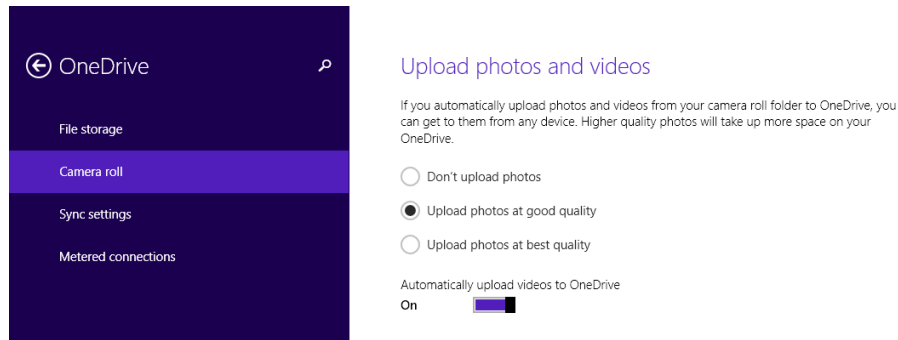 OneDrive
File storage
Camera roll
Sync settings
Metered connections
Upload photos and videos
If you automatically upload photos and videos from your camera roll folder to OneDrive, you
can get to them from any device. Higher quality photos will take up more space on your
OneDrive.
Don't upload photos
Upload photos at good quality
Upload photos at best quality
Automatically upload videos to OneDrive
On